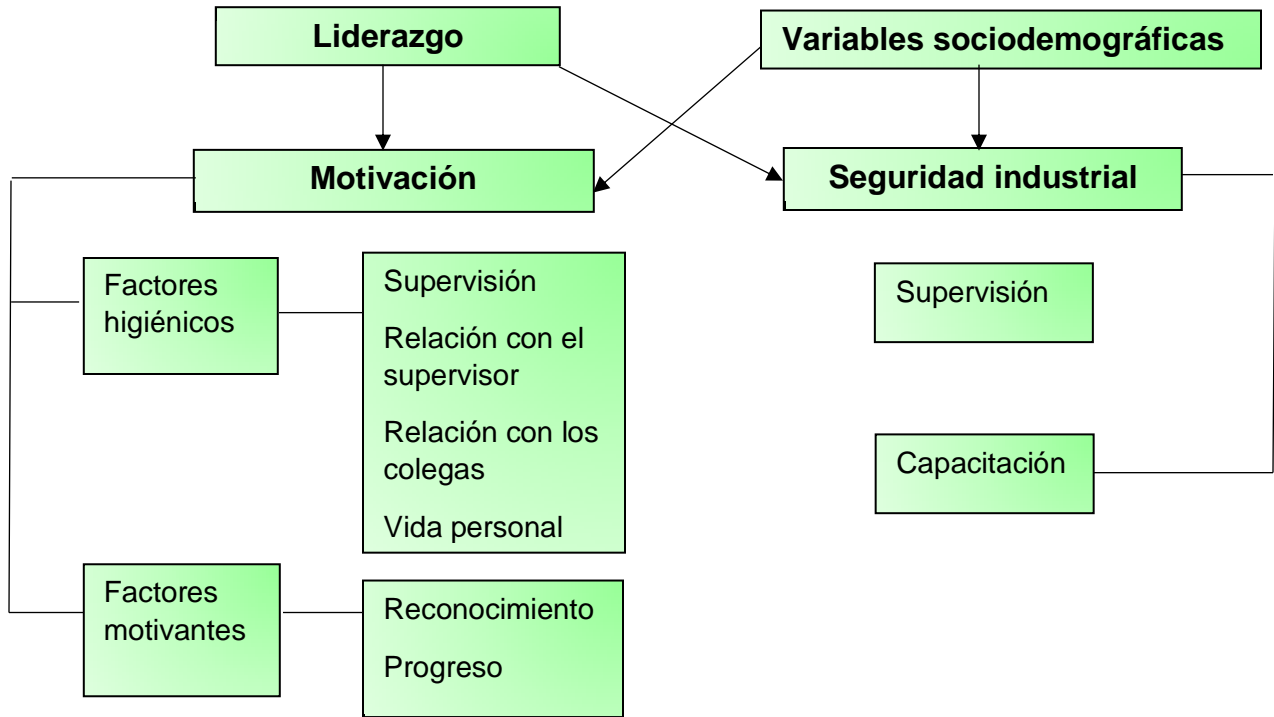 Liderazgo
Variables sociodemográficas
Motivación
Seguridad industrial
Factores
higiénicos
Supervisión
Relación con el
supervisor
Relación con los
colegas
Vida personal
Supervisión
Capacitación
Factores
motivantes
Reconocimiento
Progreso